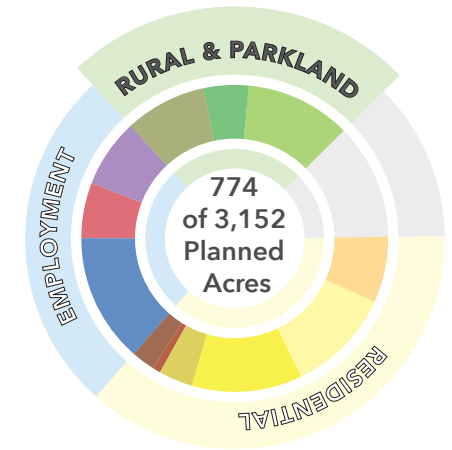 RURAL & PARKLAND
EMPLOYMENT
774
of 3,152
Planned
Acres
RESIDENTIAL